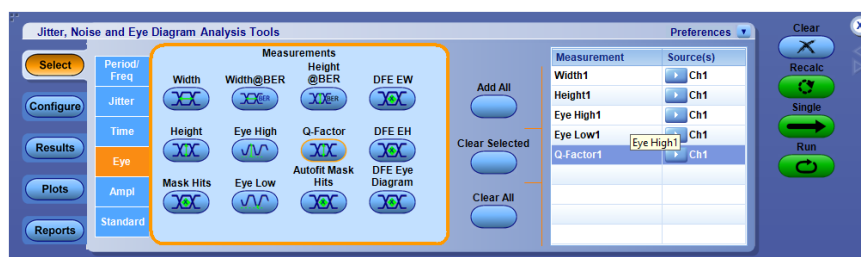 Jitter, Noise and Eye Diagram Analysis Tools
Preferences
Clear
X
Select
Configure
Results
Plots
Reports
Period/
Freq
Jitter
Time
Eye
Ampl
Standard
Measurements
Width
Width@BER
Height
@BER
DFE EW
BER
BER
Height
Eye High
Q-Factor
DFE EH
Mask Hits
Eye Low
Autofit Mask
Hits
DFE Eye
Diagram
Add All
Clear Selected
Clear All
Measurement Source(s)
Width1 Ch1
Height1 Ch1
Eye High1 Ch1
Eye Low1 Ch1
Eye High1
Q-Factor1 Ch1
Recalc
Single
Run